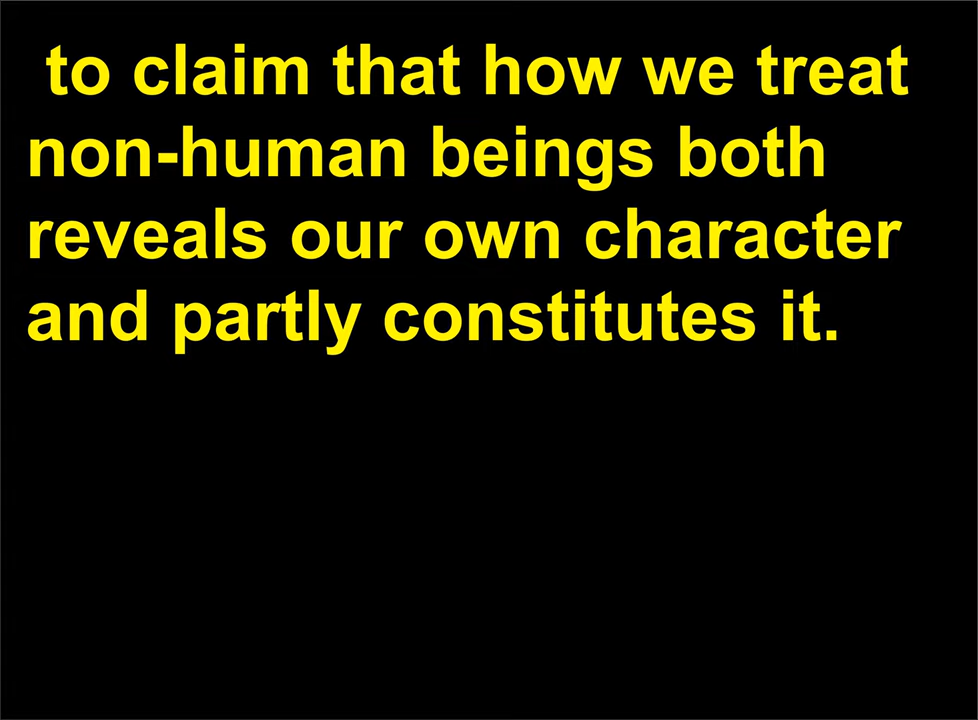 to claim that how we treat
non-human beings both
reveals our own character
and partly constitutes it.